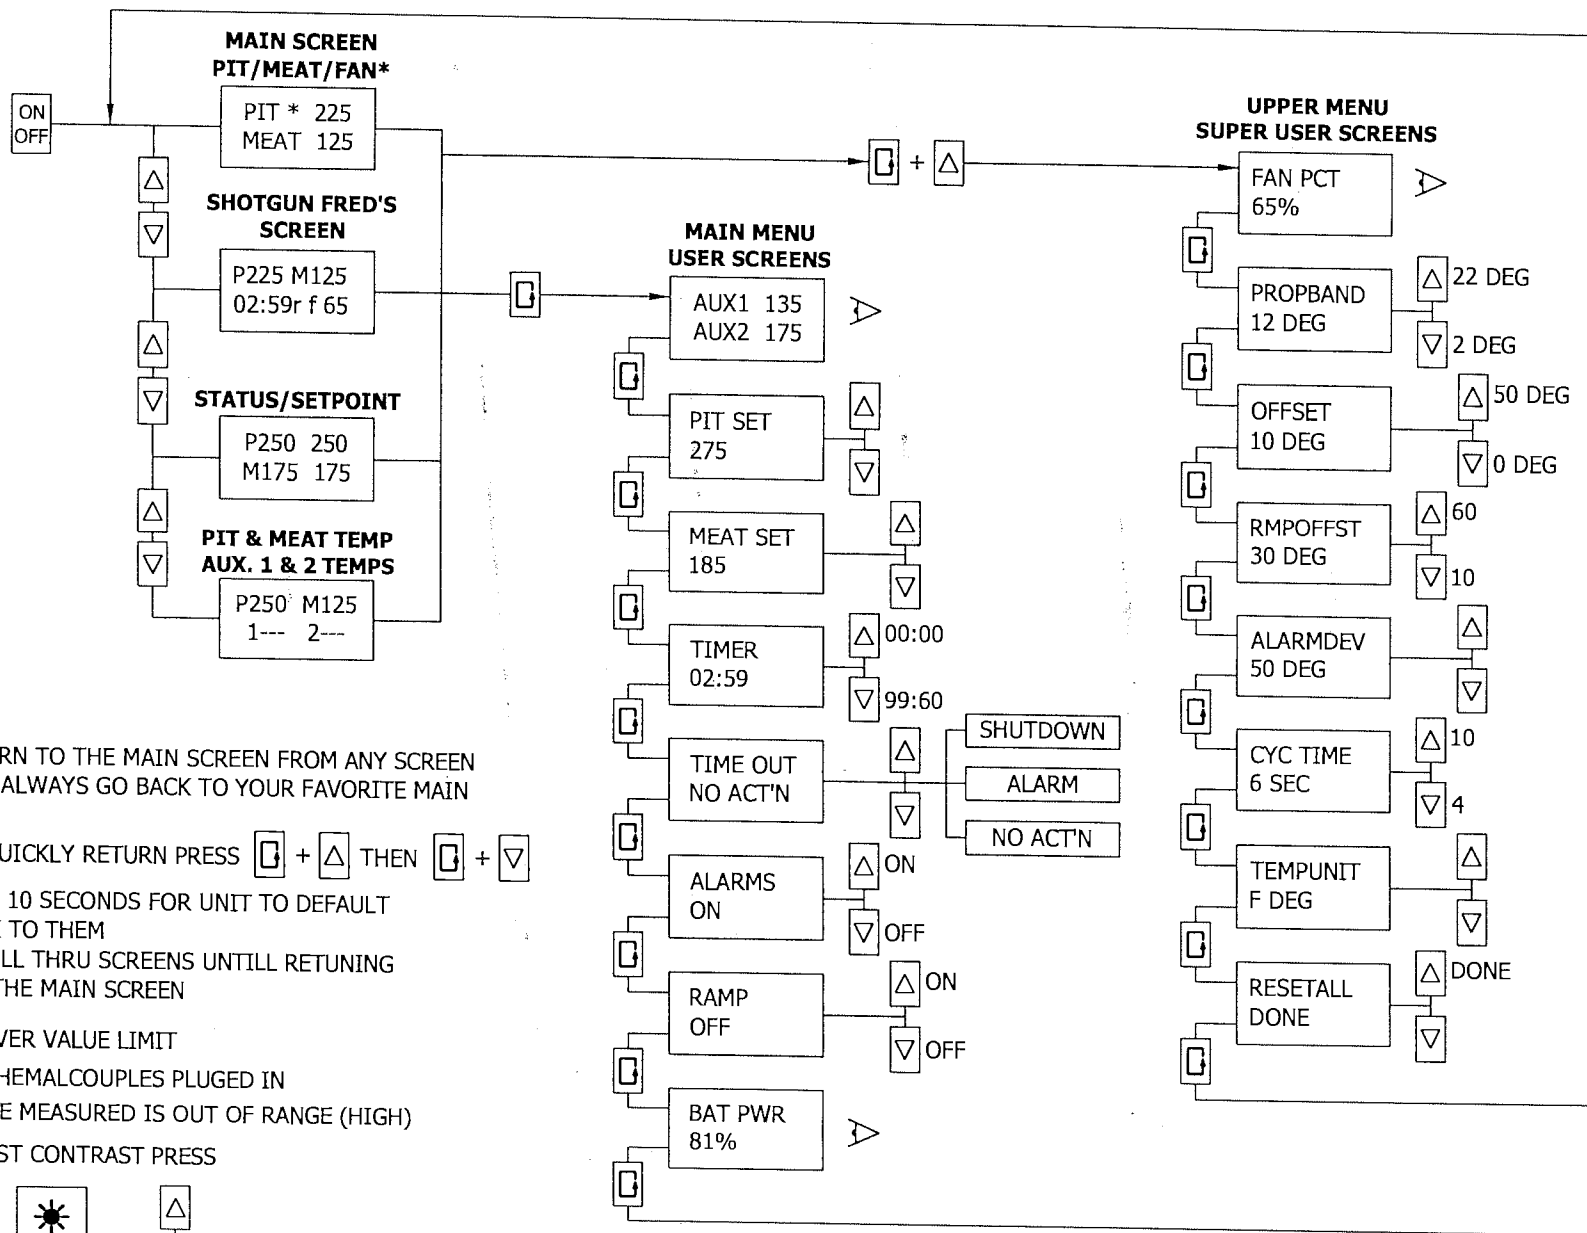 MAIN SCREEN
PIT/MEAT/FAN*
ON
OFF
PIT * 225
MEAT 125
SHOTGUN FRED'S
SCREEN
P225 M125
02:59r f 65
STATUS/SETPOINT
P250 250
M175 175
PIT & MEAT TEMP
AUX. 1 & 2 TEMPS
P250 M125
1--- 2---
+
MAIN MENU
USER SCREENS
AUX1 135
AUX2 175
PIT SET
275
MEAT SET
185
TIMER
02:59
00:00
99:60
TIME OUT
NO ACT'N
SHUTDOWN
ALARM
NO ACT'N
ALARMS
ON
ON
OFF
RAMP
OFF
ON
OFF
BAT PWR
81%
UPPER MENU
SUPER USER SCREENS
FAN PCT
65%
PROPBAND
12 DEG
22 DEG
2 DEG
OFFSET
10 DEG
50 DEG
0 DEG
RMPOFFST
30 DEG
60
10
ALARMDEV
50 DEG
CYC TIME
6 SEC
10
4
TEMPUNIT
F DEG
RESETALL
DONE
DONE
RN TO THE MAIN SCREEN FROM ANY SCREEN
ALWAYS GO BACK TO YOUR FAVORITE MAIN
UICKLY RETURN PRESS + THEN +
10 SECONDS FOR UNIT TO DEFAULT
TO THEM
LL THRU SCREENS UNTILL RETUNING
THE MAIN SCREEN
VER VALUE LIMIT
HEMALCOUPLES PLUGED IN
E MEASURED IS OUT OF RANGE (HIGH)
ST CONTRAST PRESS